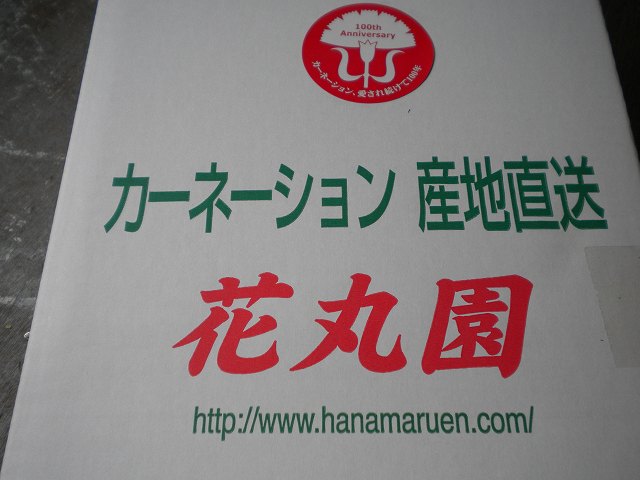 100th
Anniversary
カーネーション、愛され続けて100年
カーネーション 産地直送
花丸園
http://www.hanamaruen.com/